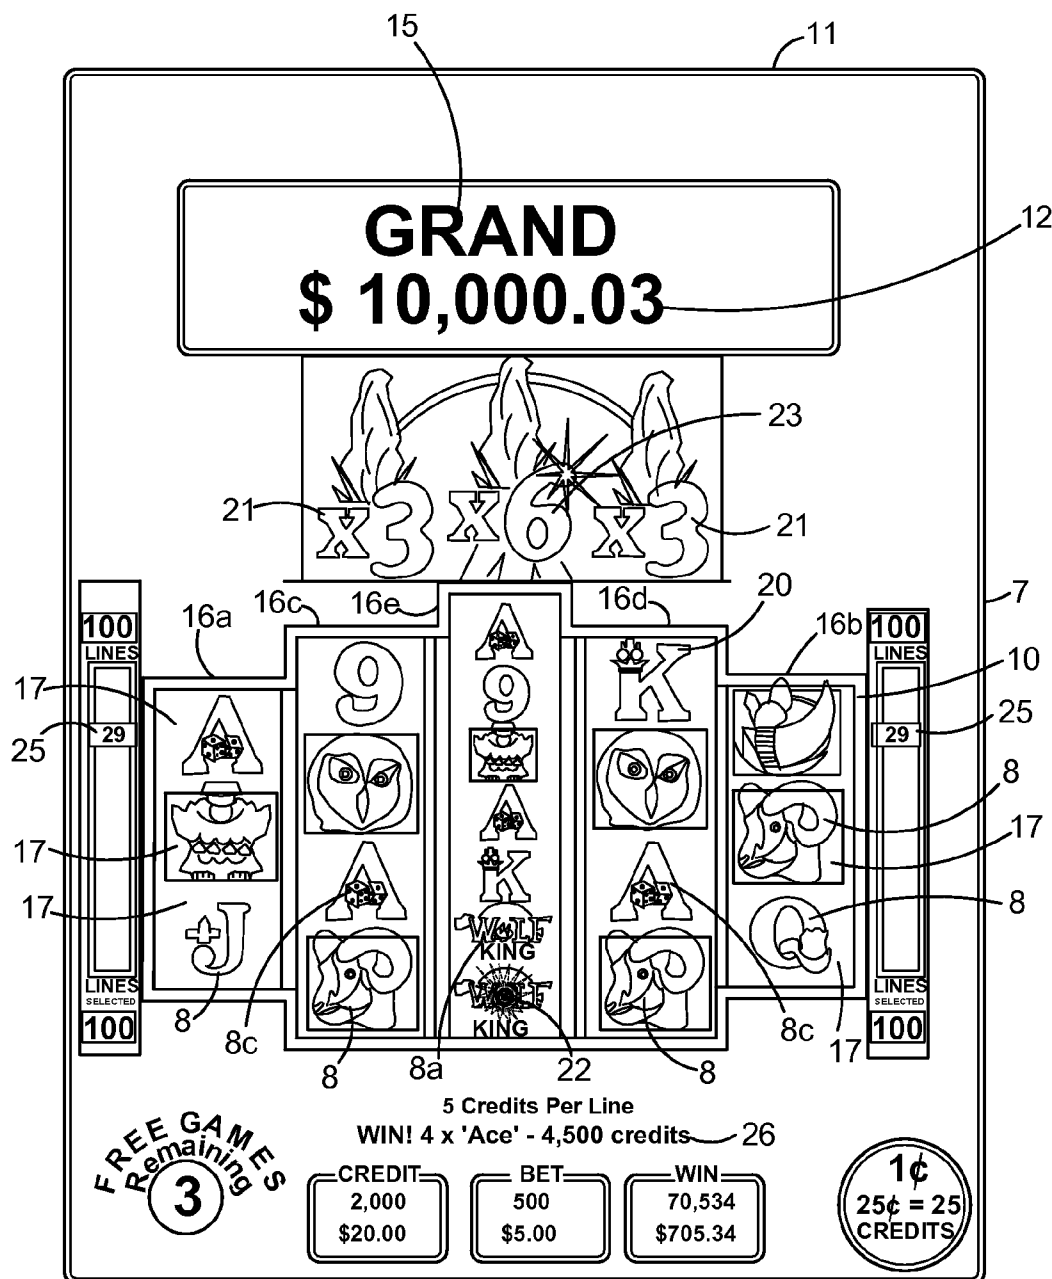 15
11
GRAND
12
$ 10,000.03
23
21 X3 X6 X3 21
16c 16e 16d 20 7
100 16a 16b 100
LINES LINES
A 9 A 9 K 10
17
25 29 29 25
8
17 A 17
K
17 J A WOLF KING A Q 8
LINES WOLF KING LINES
SELECTED SELECTED
100 100
8 8c 8 8a 22 8 8c 17
5 Credits Per Line
WIN! 4 x 'Ace' - 4,500 credits 26
FREE GAMES
Remaining
3
CREDIT
2,000
$20.00
BET
500
$5.00
WIN
70,534
$705.34
1¢
25¢ = 25
CREDITS